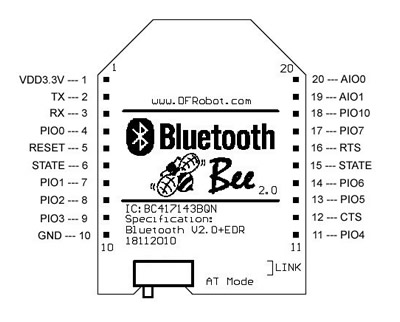 1
20
VDD3.3V --- 1
TX --- 2
RX --- 3
PIO0 --- 4
RESET --- 5
STATE --- 6
PIO1 --- 7
PIO2 --- 8
PIO3 --- 9
GND --- 10
www.DFRobot.com
Bluetooth
Bee 2.0
IC:BC417143BQN
Specification:
Bluetooth V2.0+EDR
18112010
10
11
]LINK
AT Mode
20 --- AIO0
19 --- AIO1
18 --- PIO10
17 --- PIO7
16 --- RTS
15 --- STATE
14 --- PIO6
13 --- PIO5
12 --- CTS
11 --- PIO4